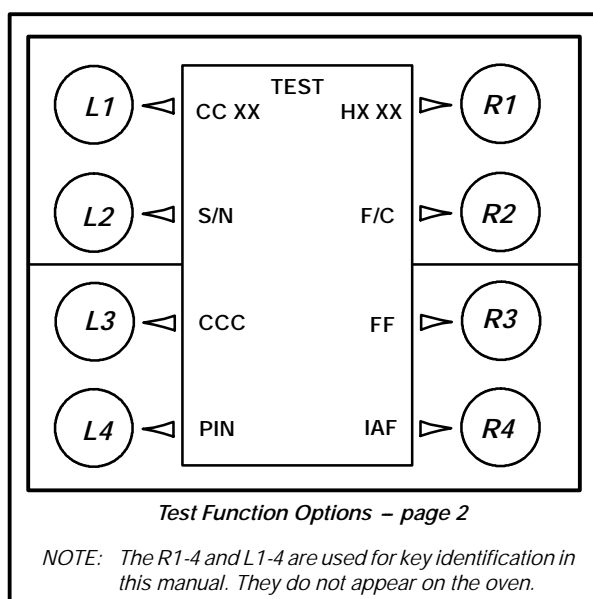 TEST
L1 CC XX HX XX R1
L2 S/N F/C R2
L3 CCC FF R3
L4 PIN IAF R4
Test Function Options – page 2
NOTE: The R1-4 and L1-4 are used for key identification in
this manual. They do not appear on the oven.